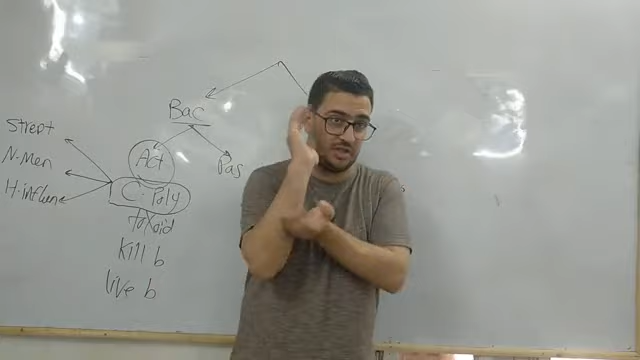 Bac
Act
Pas
C. Poly
toxoid
Kill b
live b
Strept
N-Men
H.influen
s